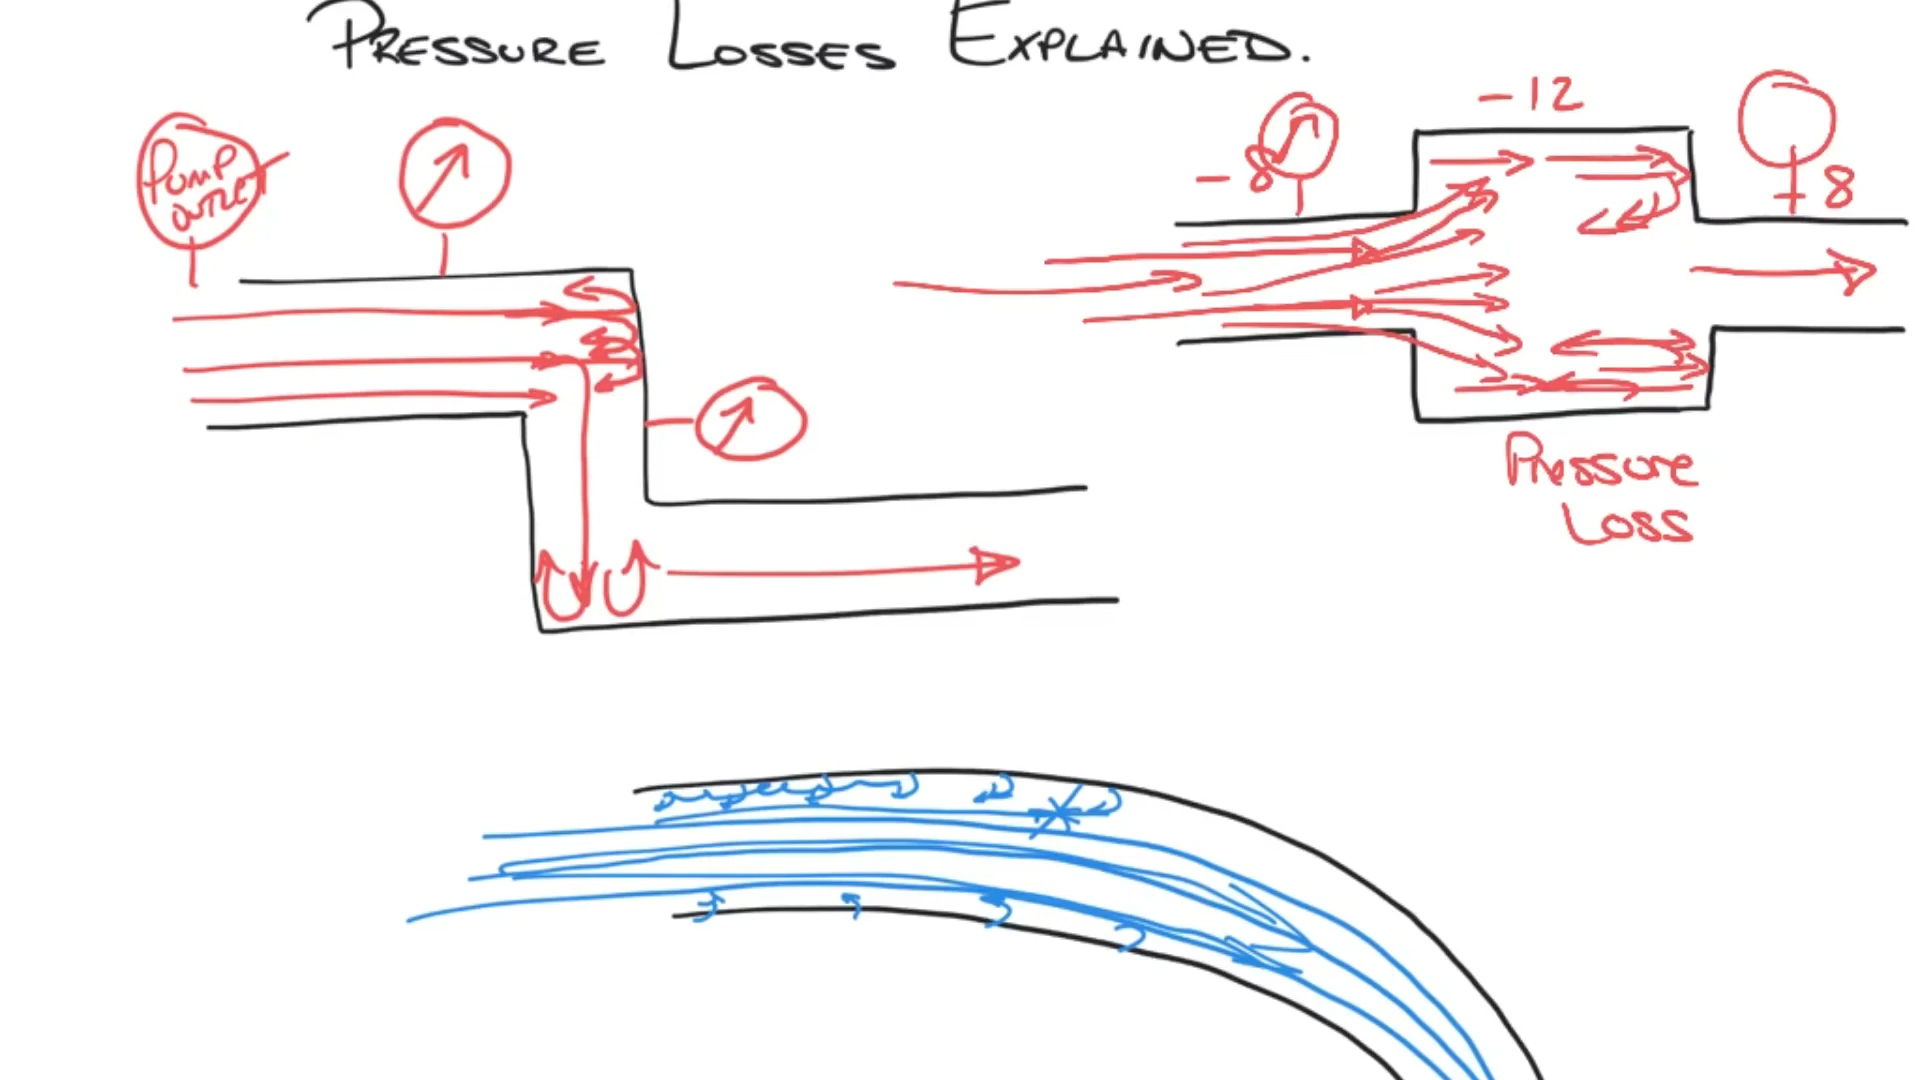 PRESSURE LOSSES EXPLAINED.
PUMP
OUTLET
-8
-12
+8
Pressure
Loss